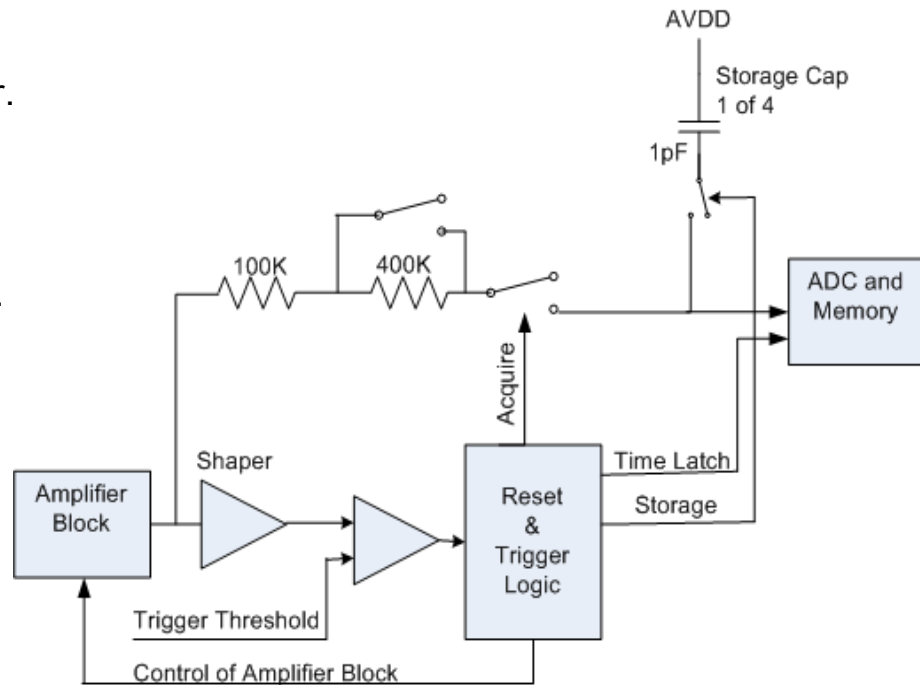 AVDD
Storage Cap
1 of 4
1pF
100K
400K
ADC and
Memory
Acquire
Shaper
Time Latch
Amplifier
Block
Reset
&
Trigger
Logic
Storage
Trigger Threshold
Control of Amplifier Block